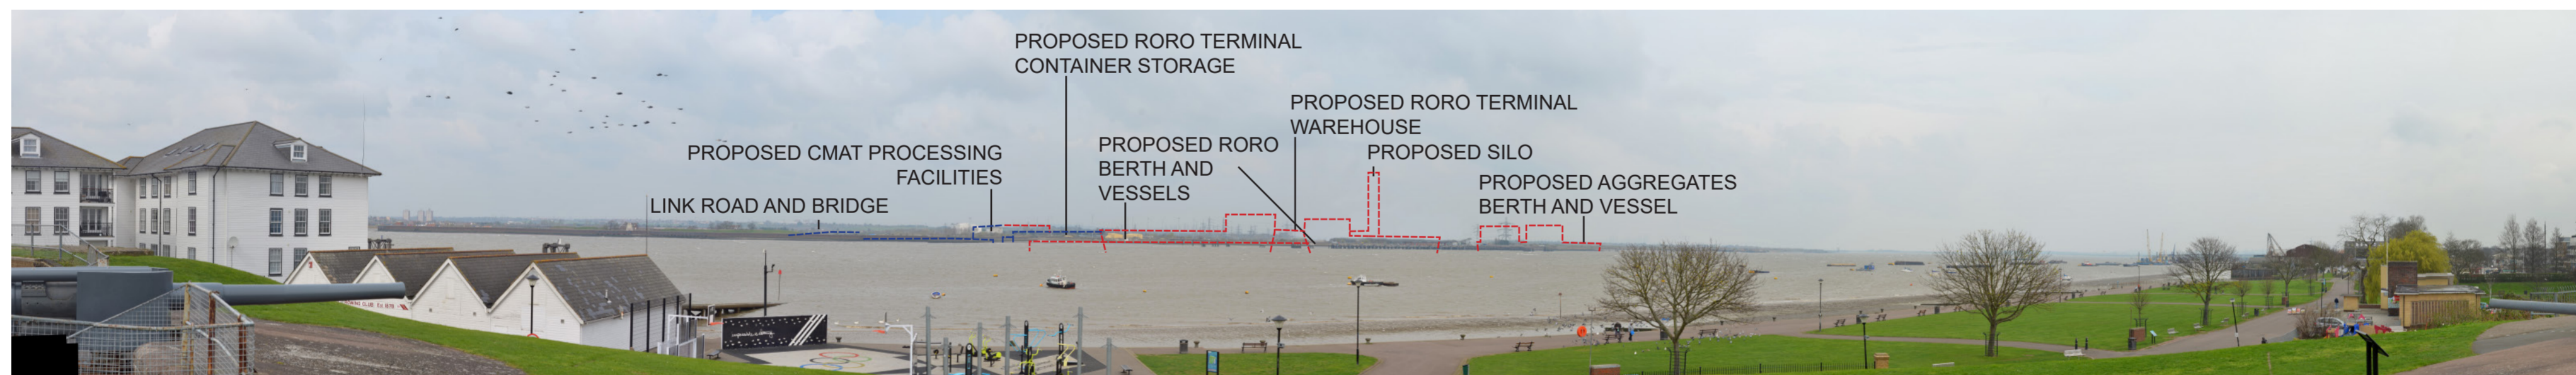 PROPOSED RORO TERMINAL
CONTAINER STORAGE
PROPOSED RORO TERMINAL
WAREHOUSE
PROPOSED CMAT PROCESSING
FACILITIES
PROPOSED RORO
BERTH AND
VESSELS
PROPOSED SILO
PROPOSED AGGREGATES
BERTH AND VESSEL
LINK ROAD AND BRIDGE